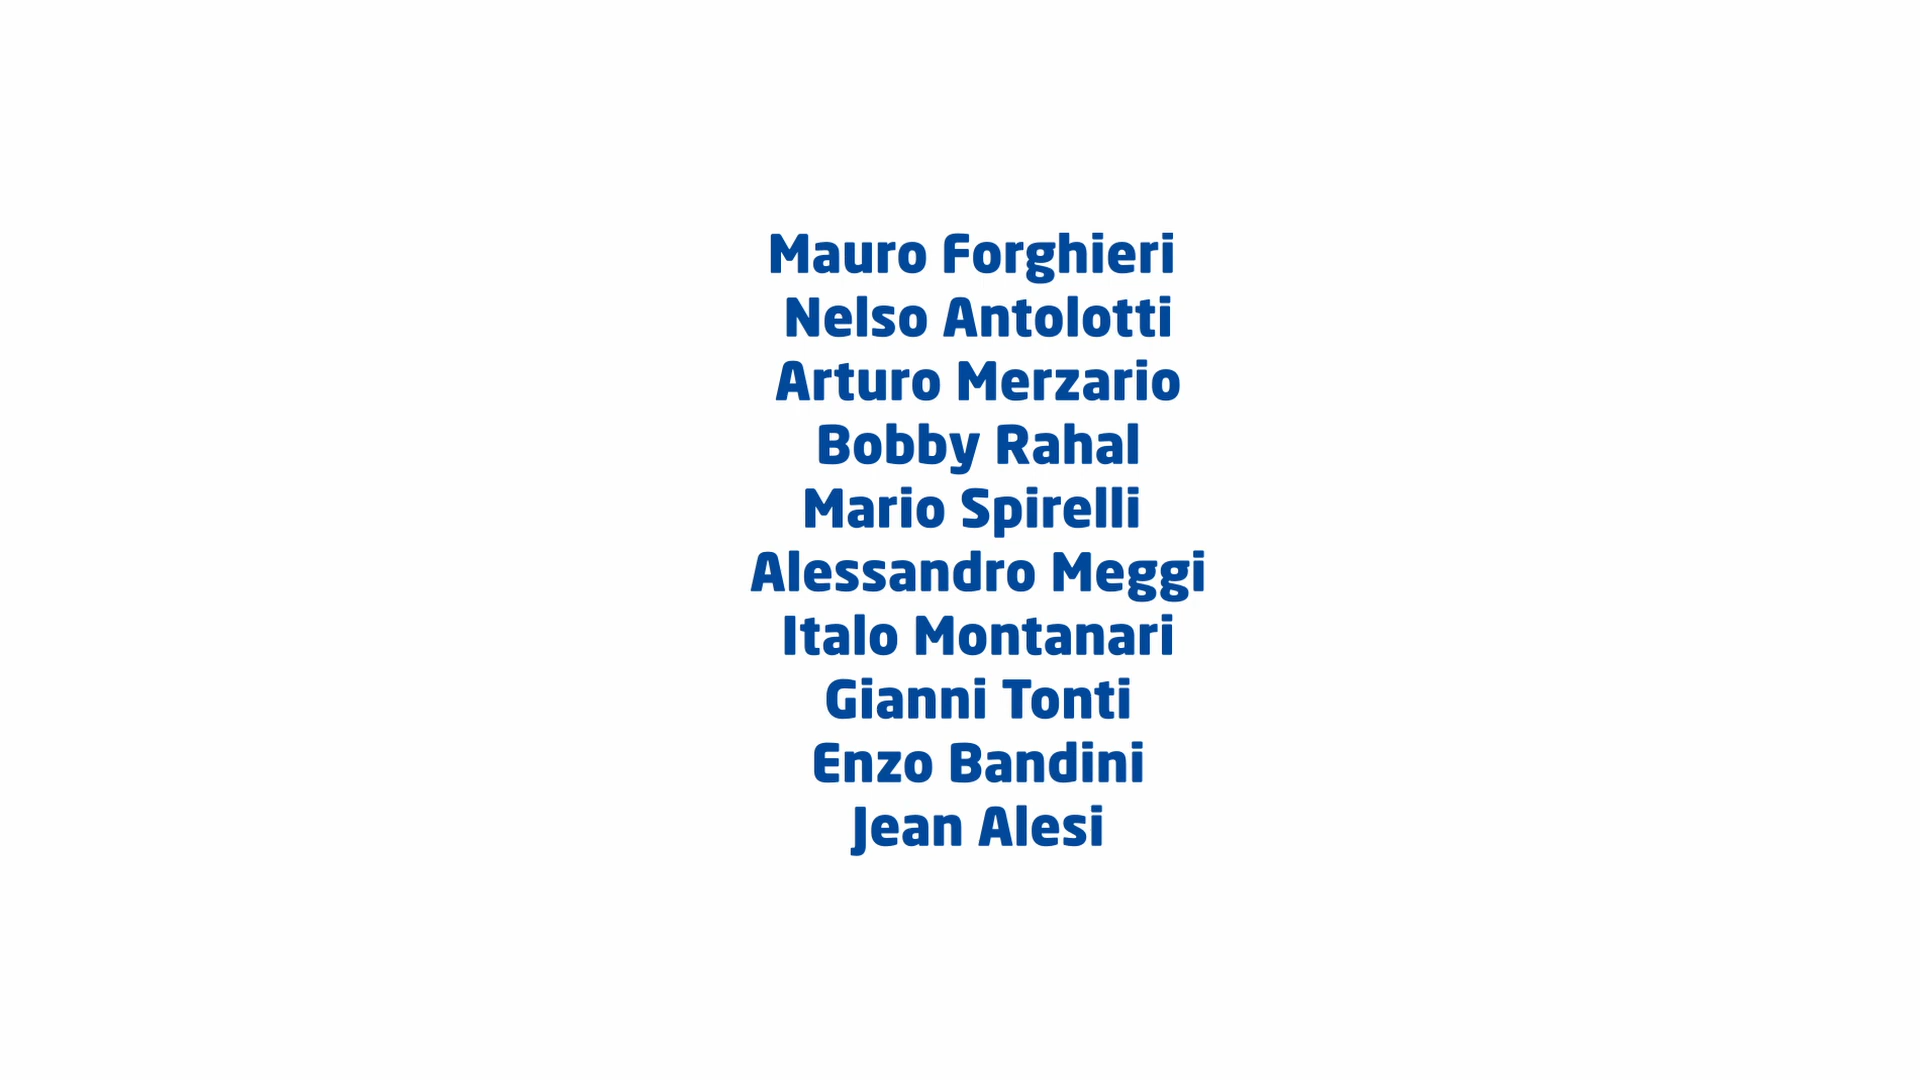 Mauro Forghieri
Nelso Antolotti
Arturo Merzario
Bobby Rahal
Mario Spirelli
Alessandro Meggi
Italo Montanari
Gianni Tonti
Enzo Bandini
Jean Alesi